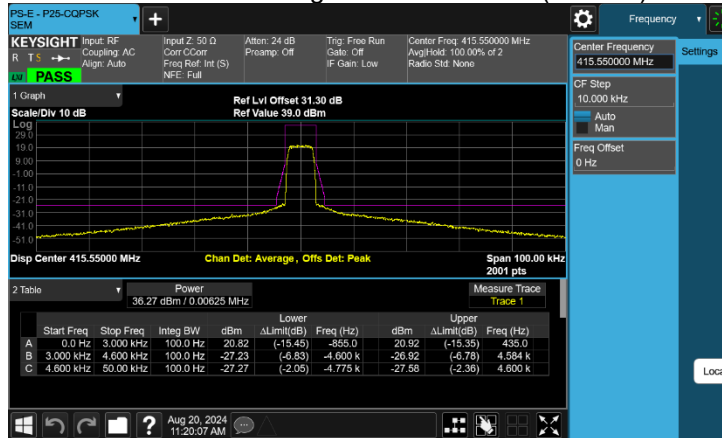 PS-E - P25-CQPSK
SEM
Frequency
KEYSIGHT
R T S
LXI PASS
Input: RF
Coupling: AC
Align: Auto
Input Z: 50 Ω
Corr CCorr
Freq Ref: Int (S)
NFE: Full
Atten: 24 dB
Preamp: Off
Trig: Free Run
Gate: Off
IF Gain: Low
Center Freq: 415.550000 MHz
Avg|Hold: 100.00% of 2
Radio Std: None
Center Frequency
415.550000 MHz
Settings
CF Step
10.000 kHz
Auto
Man
Freq Offset
0 Hz
1 Graph
Scale/Div 10 dB
Ref Lvl Offset 31.30 dB
Ref Value 39.0 dBm
Log
29.0
19.0
9.00
-1.00
-11.0
-21.0
-31.0
-41.0
-51.0
Disp Center 415.55000 MHz
Chan Det: Average , Offs Det: Peak
Span 100.00 kHz
2001 pts
2 Table
Power
36.27 dBm / 0.00625 MHz
Measure Trace
Trace 1
Lower Upper
Start Freq Stop Freq Integ BW dBm ΔLimit(dB) Freq (Hz) dBm ΔLimit(dB) Freq (Hz)
A 0.0 Hz 3.000 kHz 100.0 Hz 20.82 (-15.45) -855.0 20.92 (-15.35) 435.0
B 3.000 kHz 4.600 kHz 100.0 Hz -27.23 (-6.83) -4.600 k -26.92 (-6.78) 4.584 k
C 4.600 kHz 50.00 kHz 100.0 Hz -27.27 (-2.05) -4.775 k -27.58 (-2.36) 4.600 k
Loca
Aug 20, 2024
11:20:07 AM